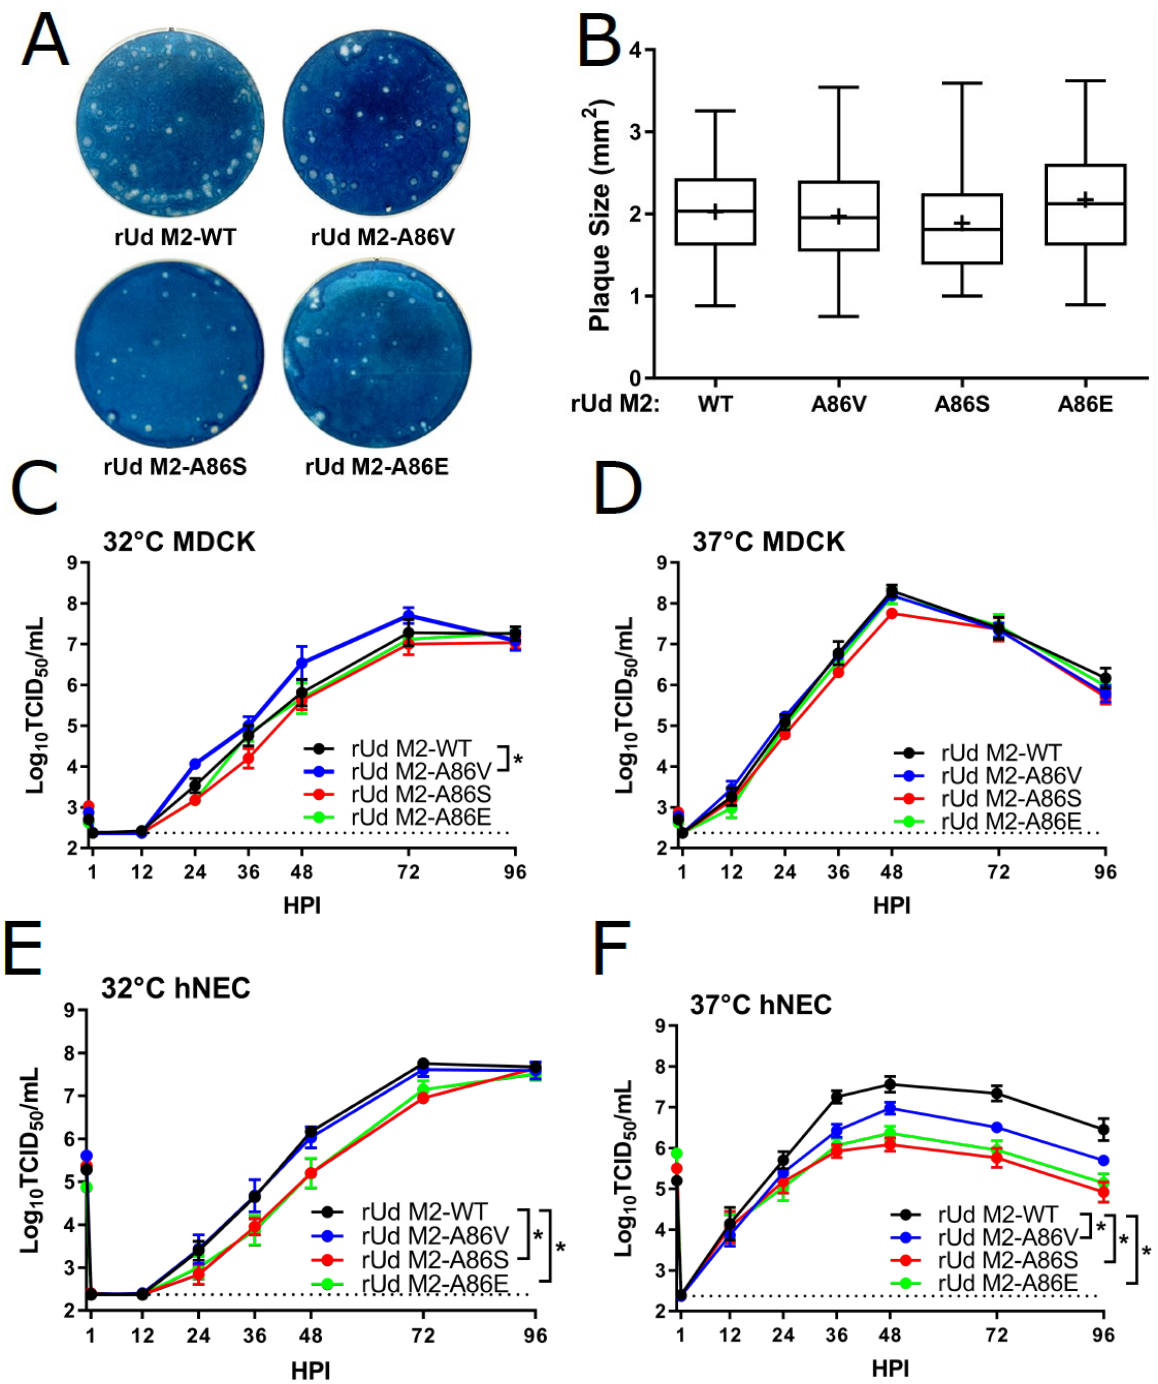 A
rUd M2-WT
rUd M2-A86V
rUd M2-A86S
rUd M2-A86E
B
Plaque Size (mm2)
4
3
2
1
0
rUd M2: WT A86V A86S A86E
C
32°C MDCK
Log10TCID50/mL
9
8
7
6
5
4
3
2
rUd M2-WT
rUd M2-A86V
*
rUd M2-A86S
rUd M2-A86E
1 12 24 36 48 72 96
HPI
D
37°C MDCK
Log10TCID50/mL
9
8
7
6
5
4
3
2
rUd M2-WT
rUd M2-A86V
rUd M2-A86S
rUd M2-A86E
1 12 24 36 48 72 96
HPI
E
32°C hNEC
Log10TCID50/mL
9
8
7
6
5
4
3
2
rUd M2-WT
rUd M2-A86V
* *
rUd M2-A86S
rUd M2-A86E
1 12 24 36 48 72 96
HPI
F
37°C hNEC
Log10TCID50/mL
9
8
7
6
5
4
3
2
rUd M2-WT
rUd M2-A86V
* * *
rUd M2-A86S
rUd M2-A86E
1 12 24 36 48 72 96
HPI